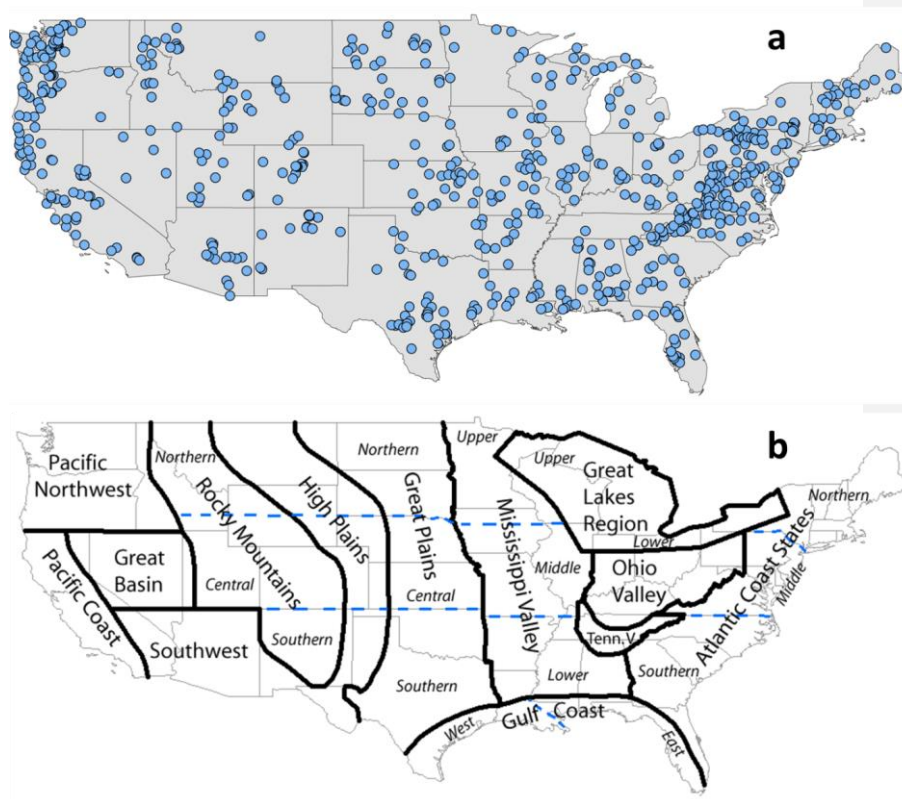 a
b
Pacific
Northwest
Northern
Rocky Mountains
Central
Southern
High Plains
Northern
Great Plains
Central
Southern
Upper
Mississippi Valley
Middle
Lower
Upper
Great
Lakes
Region
Lower
Ohio
Valley
Tenn. V.
Northern
Atlantic Coast States
Middle
Southern
Pacific Coast
Great
Basin
Southwest
West
Gulf Coast
East